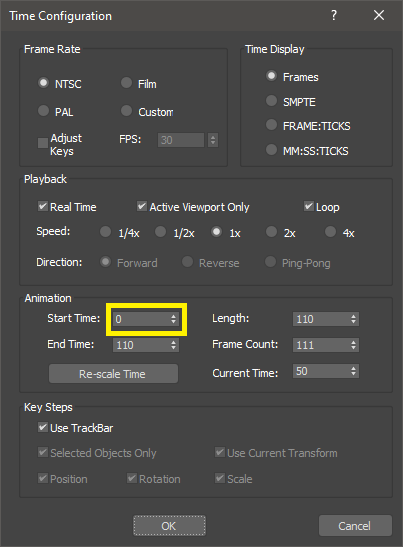 Time Configuration ?
Frame Rate
NTSC Film
PAL Custom
Adjust Keys FPS: 30
Time Display
Frames
SMPTE
FRAME:TICKS
MM:SS:TICKS
Playback
Real Time Active Viewport Only Loop
Speed: 1/4x 1/2x 1x 2x 4x
Direction: Forward Reverse Ping-Pong
Animation
Start Time: 0 Length: 110
End Time: 110 Frame Count: 111
Re-scale Time Current Time: 50
Key Steps
Use TrackBar
Selected Objects Only Use Current Transform
Position Rotation Scale
OK Cancel